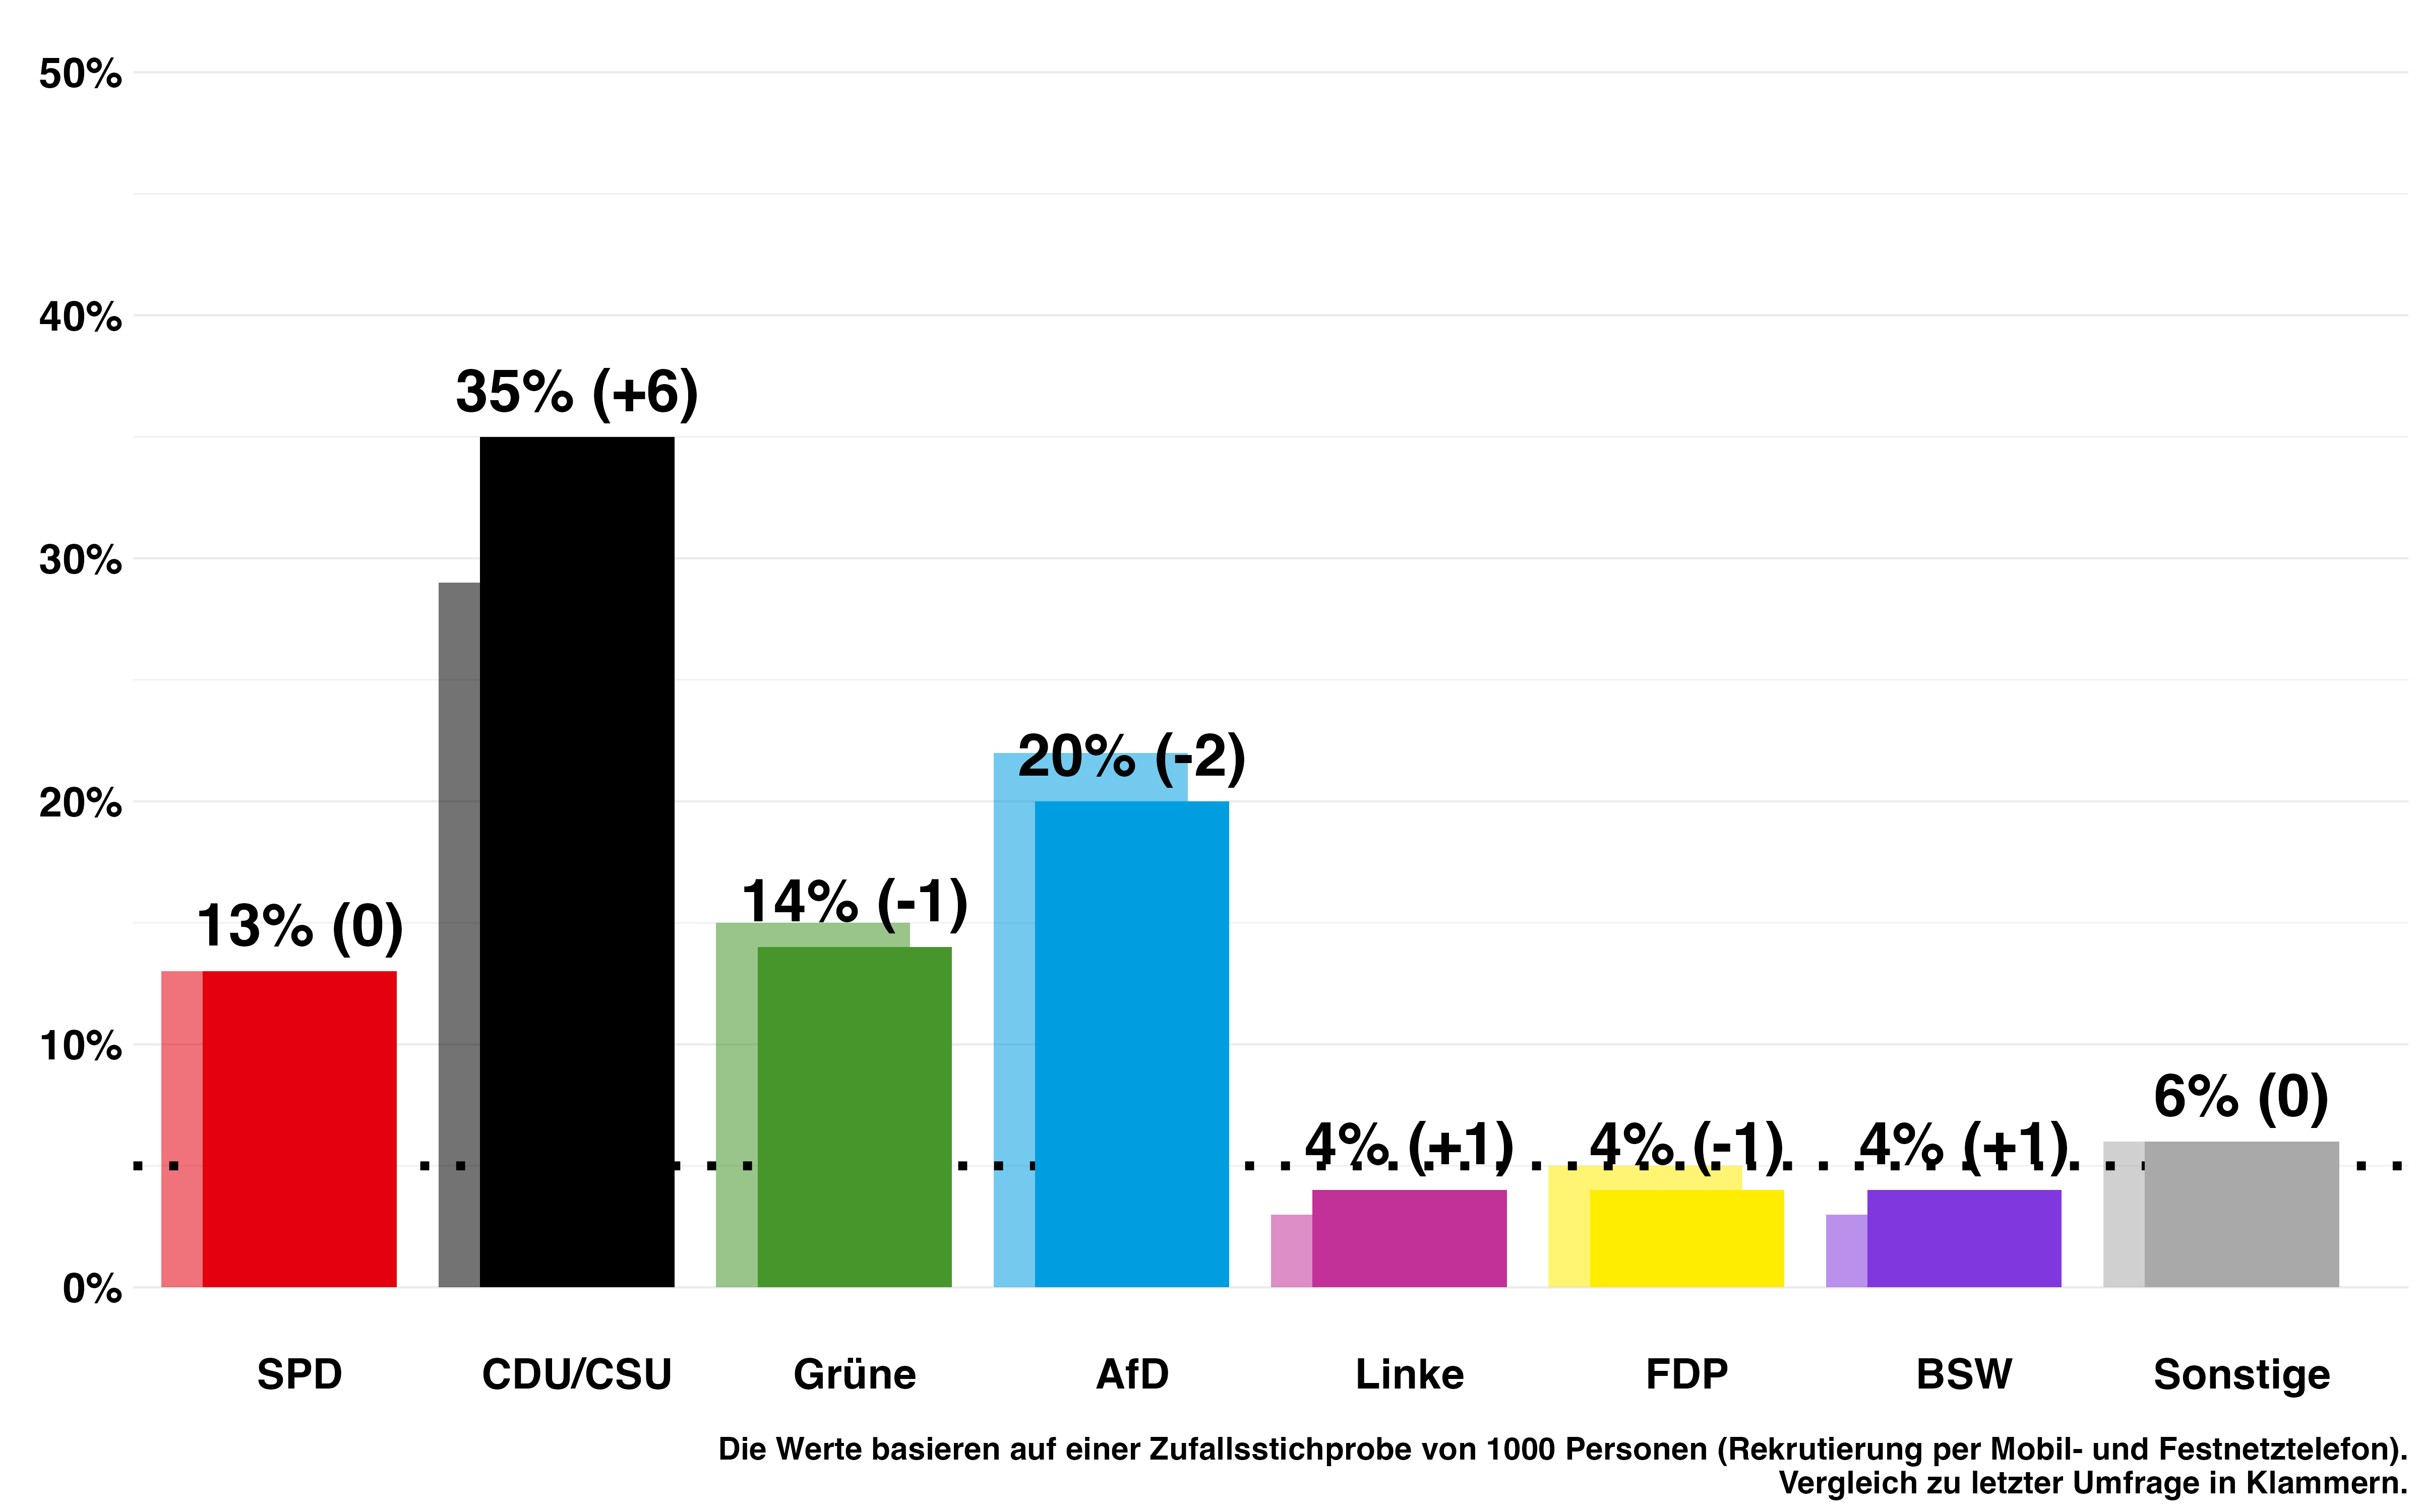 50%
40%
30%
20%
10%
0%
13% (0)
35% (+6)
14% (-1)
20% (-2)
4% (+1)
4% (-1)
4% (+1)
6% (0)
SPD
CDU/CSU
Grüne
AfD
Linke
FDP
BSW
Sonstige
Die Werte basieren auf einer Zufallsstichprobe von 1000 Personen (Rekrutierung per Mobil- und Festnetztelefon).
Vergleich zu letzter Umfrage in Klammern.